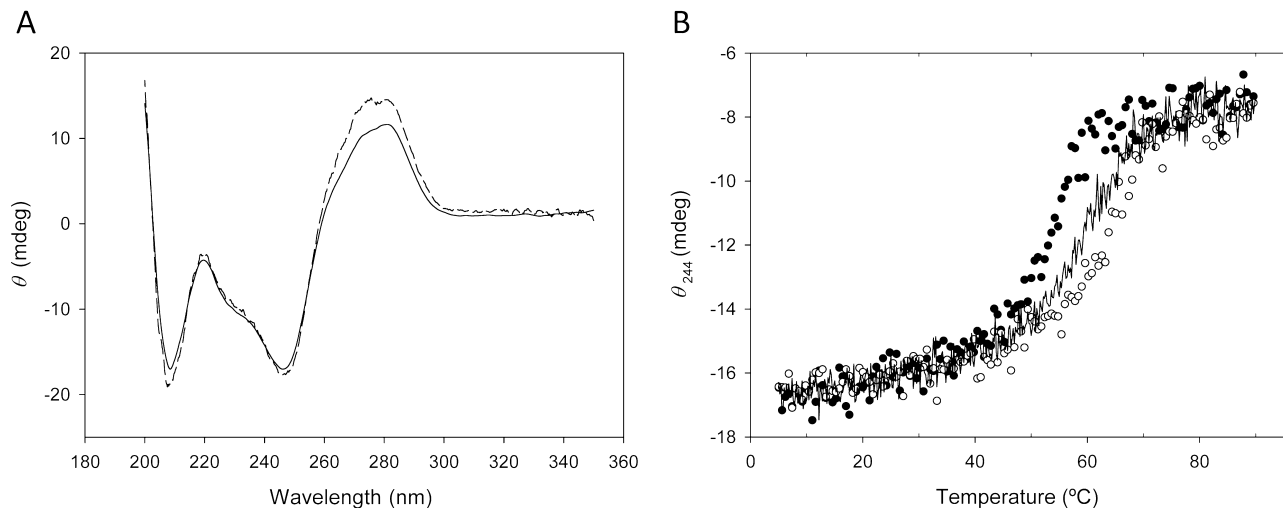 A
20
10
0
-10
-20
180 200 220 240 260 280 300 320 340 360
θ (mdeg)
Wavelength (nm)
B
-6
-8
-10
-12
-14
-16
-18
0 20 40 60 80
θ 244 (mdeg)
Temperature (ºC)